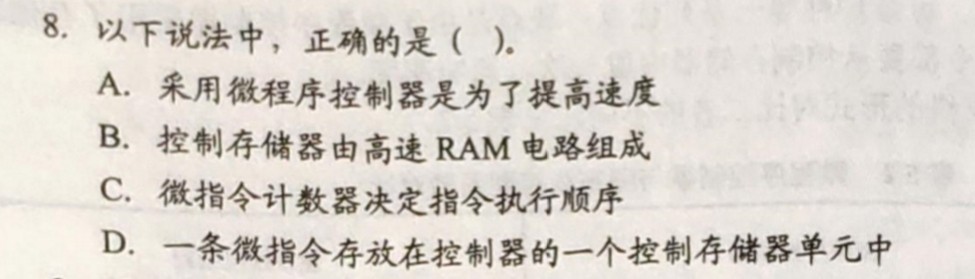 8. 以下说法中，正确的是（ ）。
A. 采用微程序控制器是为了提高速度
B. 控制存储器由高速 RAM 电路组成
C. 微指令计数器决定指令执行顺序
D. 一条微指令存放在控制器的一个控制存储器单元中